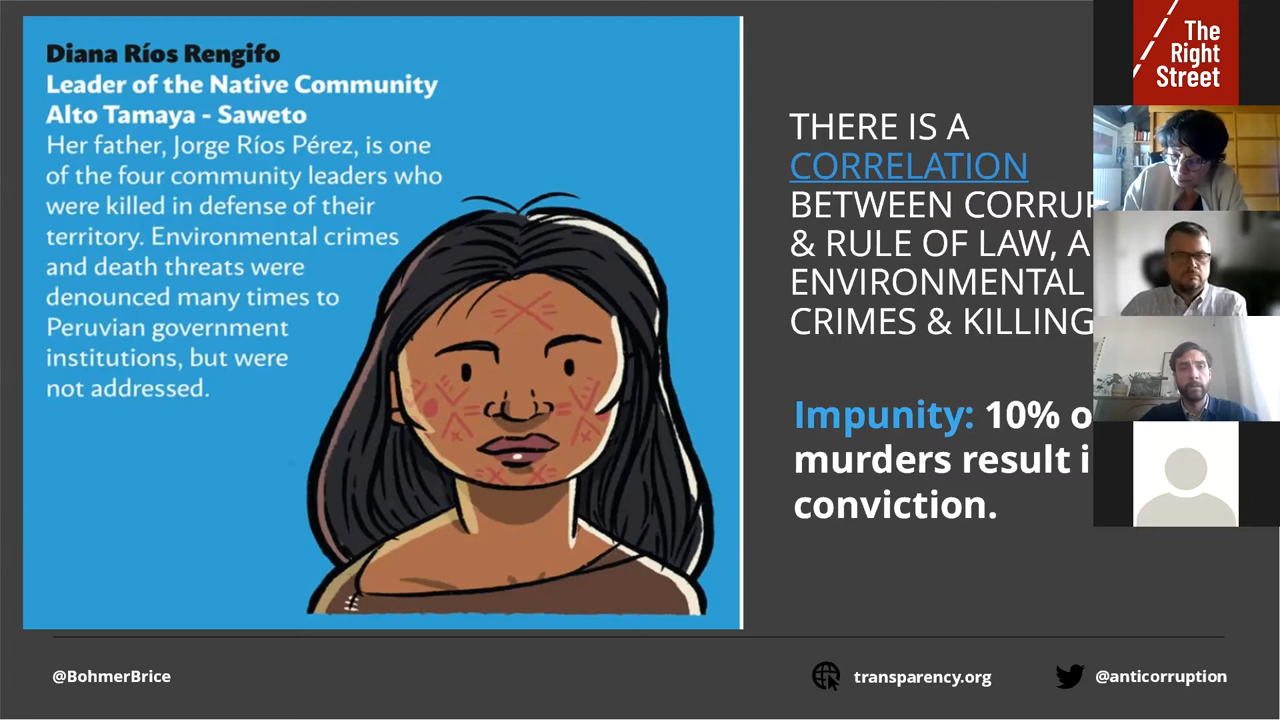 Diana Ríos Rengifo
Leader of the Native Community
Alto Tamaya - Saweto
Her father, Jorge Ríos Pérez, is one
of the four community leaders who
were killed in defense of their
territory. Environmental crimes
and death threats were
denounced many times to
Peruvian government
institutions, but were
not addressed.
THERE IS A
CORRELATION
BETWEEN
& RULE OF LAW,
ENVIRONMENTAL
CRIMES &
Impunity: 10%
murders result
conviction.
The
Right
Street
@BohmerBrice
transparency.org
@anticorruption